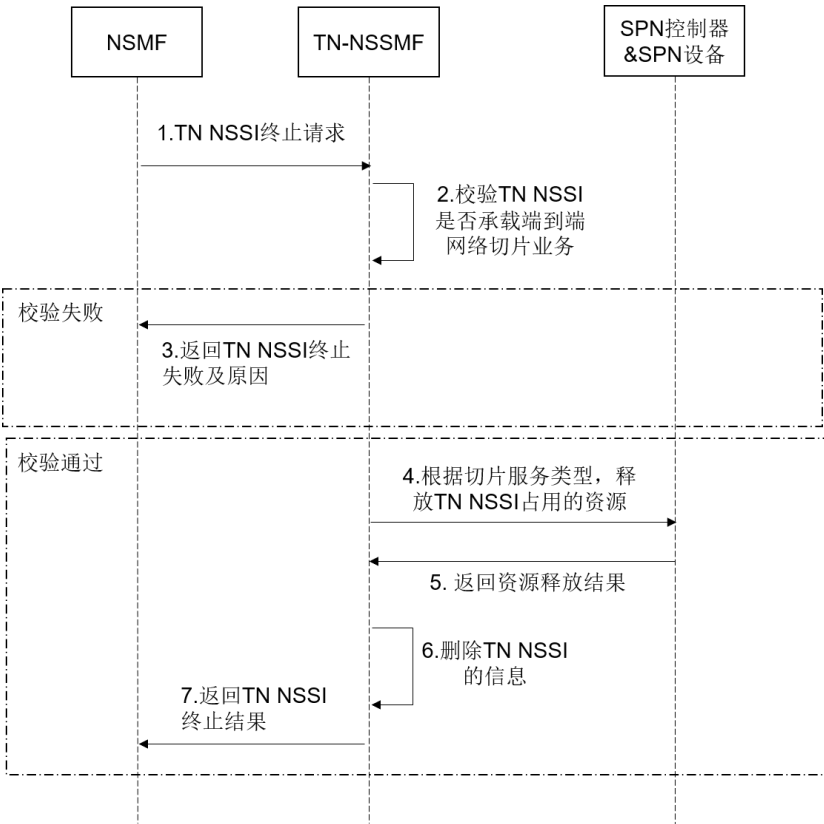 NSMF
TN-NSSMF
SPN控制器
&SPN设备
1.TN NSSI终止请求
2.校验TN NSSI
是否承载端到端
网络切片业务
校验失败
3.返回TN NSSI终止
失败及原因
校验通过
4.根据切片服务类型，释
放TN NSSI占用的资源
5. 返回资源释放结果
6.删除TN NSSI
的信息
7.返回TN NSSI
终止结果